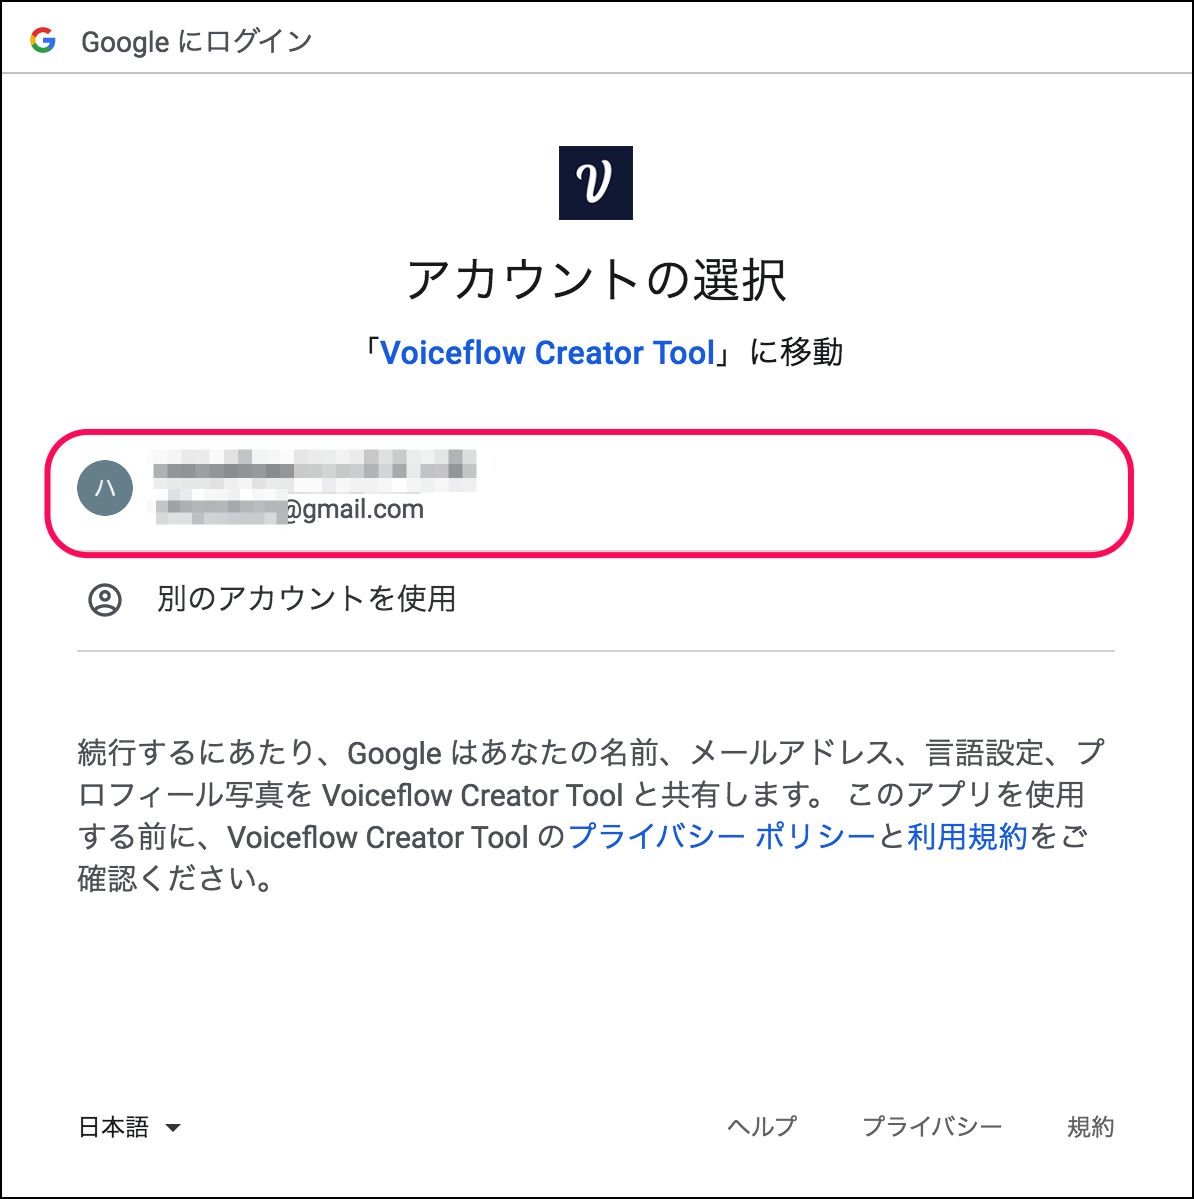 Google にログイン
アカウントの選択
「Voiceflow Creator Tool」に移動
ハ
@gmail.com
別のアカウントを使用
続行するにあたり、Google はあなたの名前、メールアドレス、言語設定、プ
ロフィール写真を Voiceflow Creator Tool と共有します。 このアプリを使用
する前に、Voiceflow Creator Tool のプライバシー ポリシーと利用規約をご
確認ください。
日本語
ヘルプ プライバシー 規約